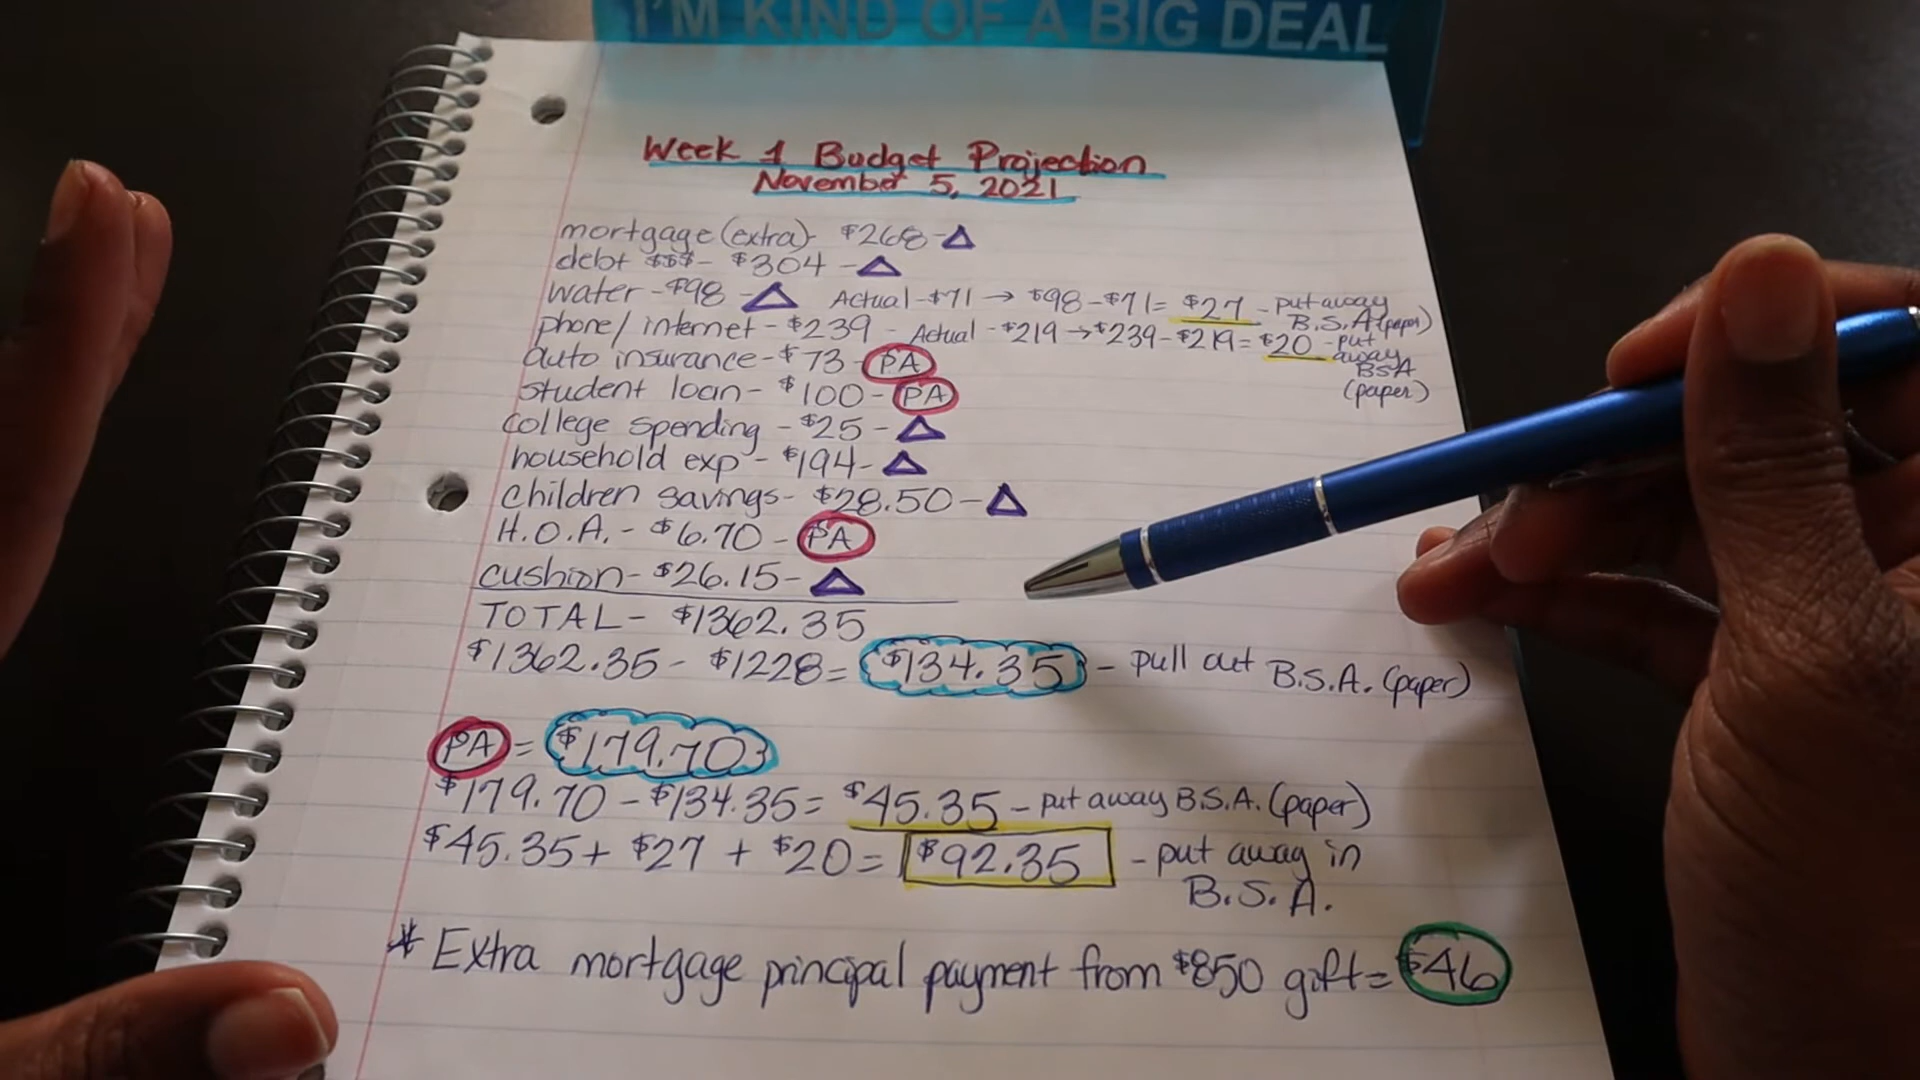 I'M KIND OF A BIG DEAL
Week 1 Budget Projection
November 5, 2021
mortgage (extra) - $268 - △
debt $$$ - $304 - △
water - $98 - △ Actual - $71 → $98 - $71 = $27 - put away B.S.A (paper)
phone/internet - $239 - Actual - $219 → $239 - $219 = $20 - put away BSA (paper)
auto insurance - $73 - PA
student loan - $100 - PA
college spending - $25 - △
household exp - $194 - △
children savings - $28.50 - △
H.O.A. - $6.70 - PA
cushion - $26.15 - △
TOTAL - $1362.35
$1362.35 - $1228 = $134.35 - pull out B.S.A. (paper)
PA = $179.70
$179.70 - $134.35 = $45.35 - put away B.S.A. (paper)
$45.35 + $27 + $20 = $92.35 - put away in
B.S.A.
* Extra mortgage principal payment from $850 gift = $46